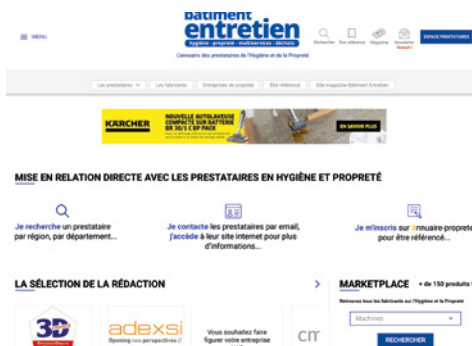 batiment
entretien
hygiène · propreté · multiservices · déchets
L'annuaire des prestataires de l'Hygiène et de la Propreté
MENU
Recherche
Être référencé
Magazine
Newsletter
Gratuit !
ESPACE PRESTATAIRES
Les prestataires
Les fabricants
Entreprises de propreté
Être référencé
Site magazine Bâtiment Entretien
KÄRCHER
NOUVELLE AUTOLAVEUSE
COMPACTE SUR BATTERIE
BR 30/1 C BP PACK
EN SAVOIR PLUS
MISE EN RELATION DIRECTE AVEC LES PRESTATAIRES EN HYGIÈNE ET PROPRETÉ
Je recherche un prestataire
par région, par département...
Je contacte les prestataires par email,
j'accède à leur site internet pour plus
d'informations...
Je m'inscris sur annuaire-proprete
pour être référencé...
LA SÉLECTION DE LA RÉDACTION
3D
adexsi
Opening new perspectives //
Vous souhaitez faire
figurer votre entreprise
cm
MARKETPLACE + de 150 produits !
Retrouvez tous les fabricants sur l'Hygiène et la Propreté
Machines
RECHERCHER